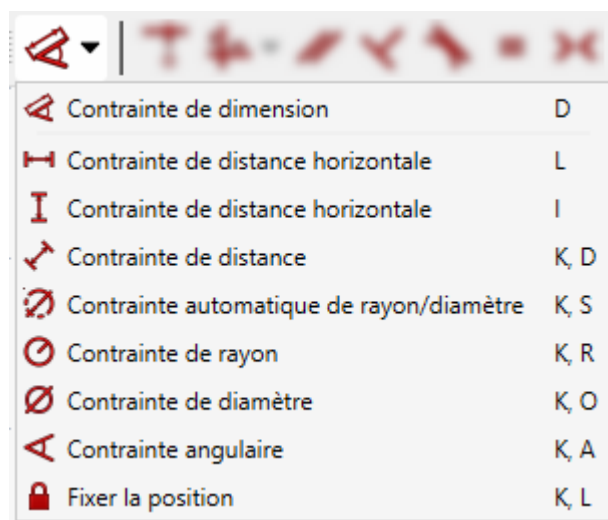 Contrainte de dimension D
Contrainte de distance horizontale L
Contrainte de distance horizontale I
Contrainte de distance K, D
Contrainte automatique de rayon/diamètre K, S
Contrainte de rayon K, R
Contrainte de diamètre K, O
Contrainte angulaire K, A
Fixer la position K, L